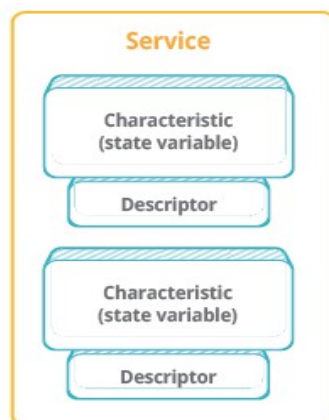 Service
Characteristic
(state variable)
Descriptor
Characteristic
(state variable)
Descriptor